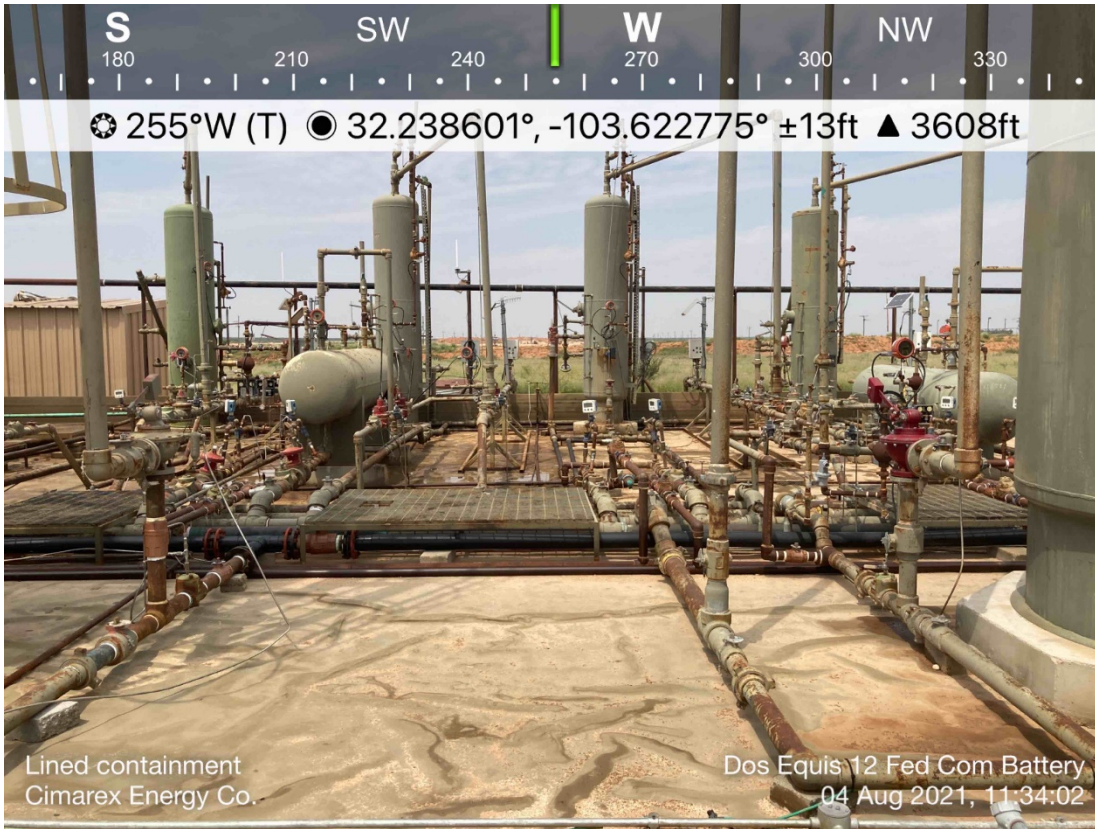 S SW W NW
180 210 240 270 300 330
255°W (T) 32.238601°, -103.622775° ±13ft ▲ 3608ft
Lined containment
Cimarex Energy Co.
Dos Equis 12 Fed Com Battery
04 Aug 2021, 11:34:02